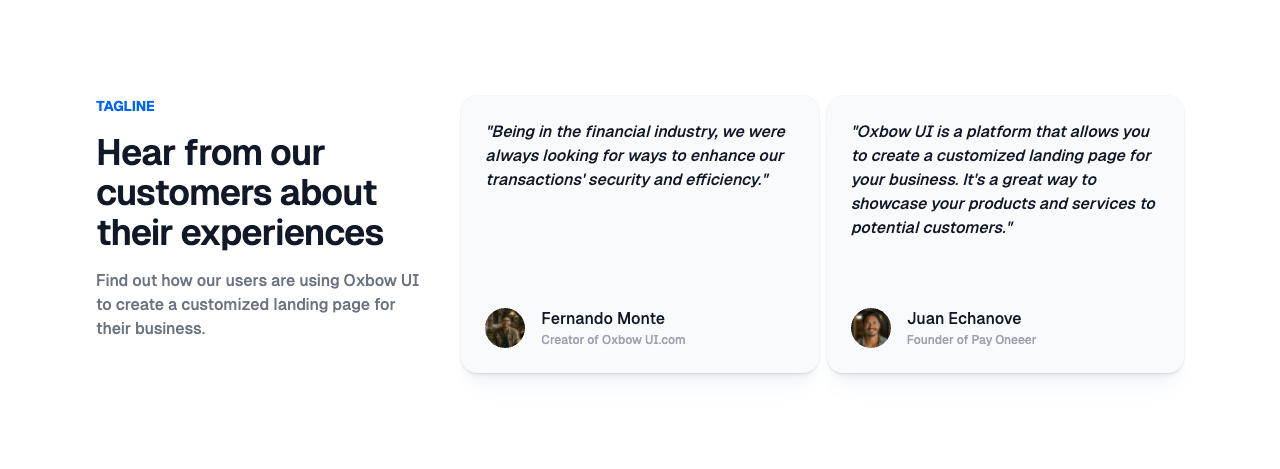 TAGLINE
Hear from our
customers about
their experiences
Find out how our users are using Oxbow UI
to create a customized landing page for
their business.
"Being in the financial industry, we were
always looking for ways to enhance our
transactions' security and efficiency."
Fernando Monte
Creator of Oxbow UI.com
"Oxbow UI is a platform that allows you
to create a customized landing page for
your business. It's a great way to
showcase your products and services to
potential customers."
Juan Echanove
Founder of Pay Oneeer